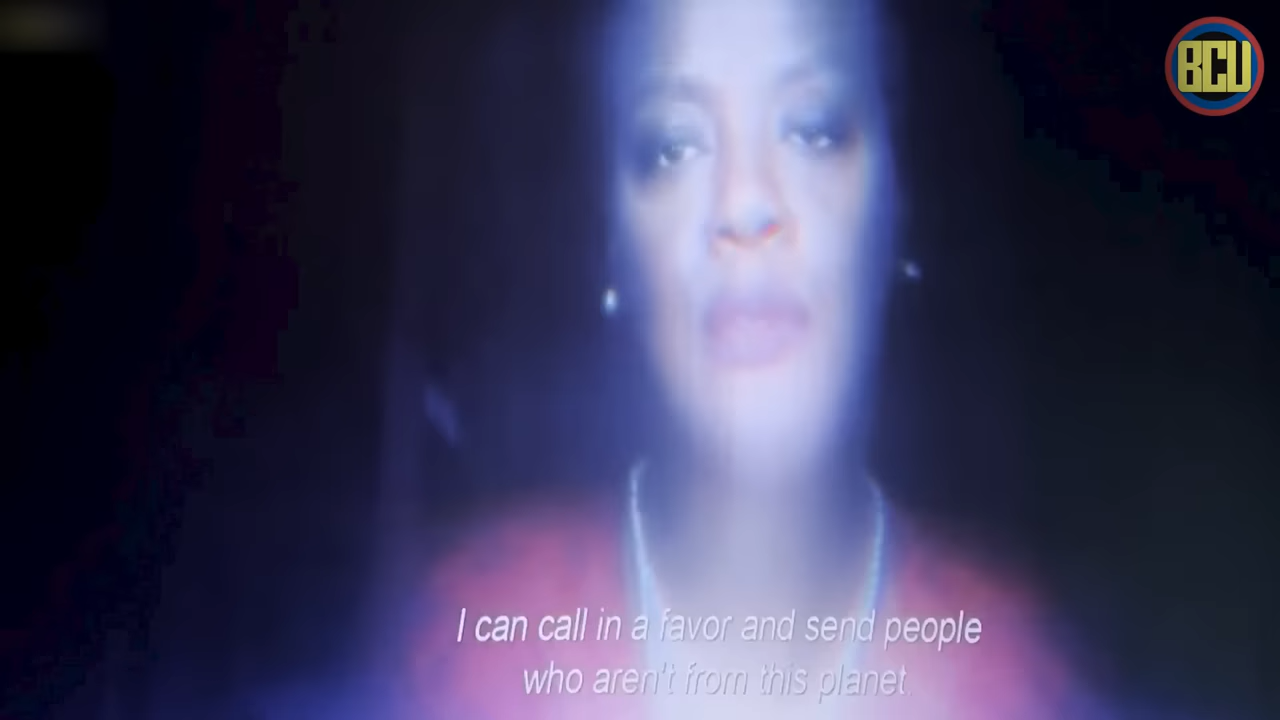 BCU
I can call in a favor and send people
who aren't from this planet.